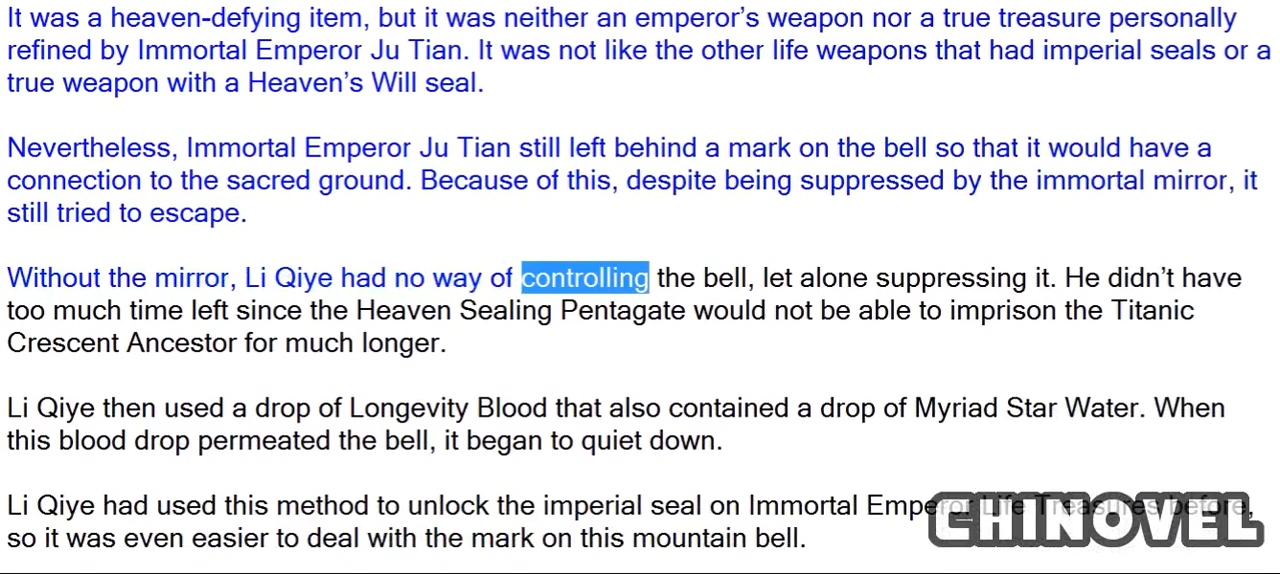 It was a heaven-defying item, but it was neither an emperor’s weapon nor a true treasure personally
refined by Immortal Emperor Ju Tian. It was not like the other life weapons that had imperial seals or a
true weapon with a Heaven’s Will seal.
Nevertheless, Immortal Emperor Ju Tian still left behind a mark on the bell so that it would have a
connection to the sacred ground. Because of this, despite being suppressed by the immortal mirror, it
still tried to escape.
Without the mirror, Li Qiye had no way of controlling the bell, let alone suppressing it. He didn’t have
too much time left since the Heaven Sealing Pentagate would not be able to imprison the Titanic
Crescent Ancestor for much longer.
Li Qiye then used a drop of Longevity Blood that also contained a drop of Myriad Star Water. When
this blood drop permeated the bell, it began to quiet down.
Li Qiye had used this method to unlock the imperial seal on Immortal Emperor Life Treasures before,
so it was even easier to deal with the mark on this mountain bell.
CHINOVEL